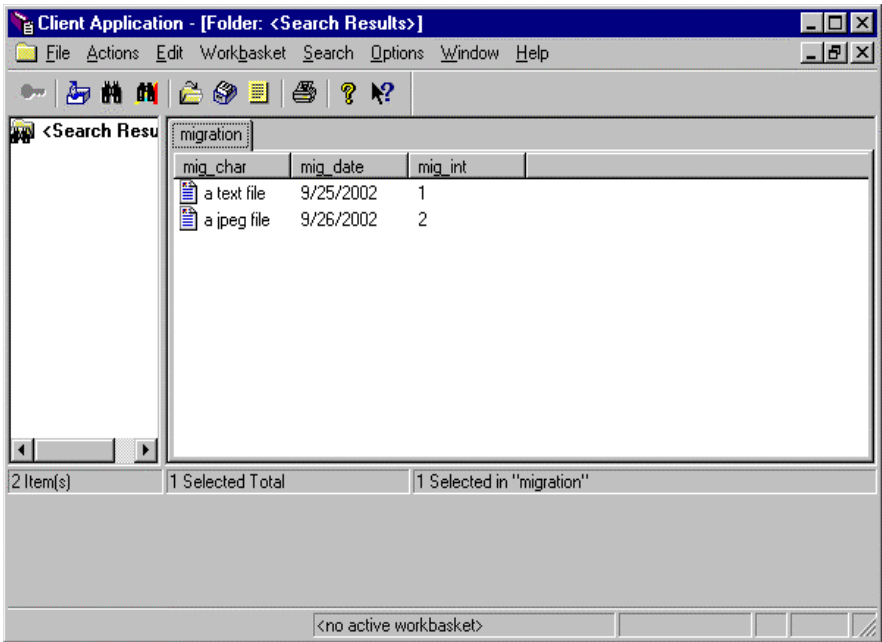 Client Application - [Folder: <Search Results>]
File Actions Edit Workbasket Search Options Window Help
<Search Resu
migration
mig_char mig_date mig_int
a text file 9/25/2002 1
a jpeg file 9/26/2002 2
2 Item(s) 1 Selected Total 1 Selected in "migration"
<no active workbasket>